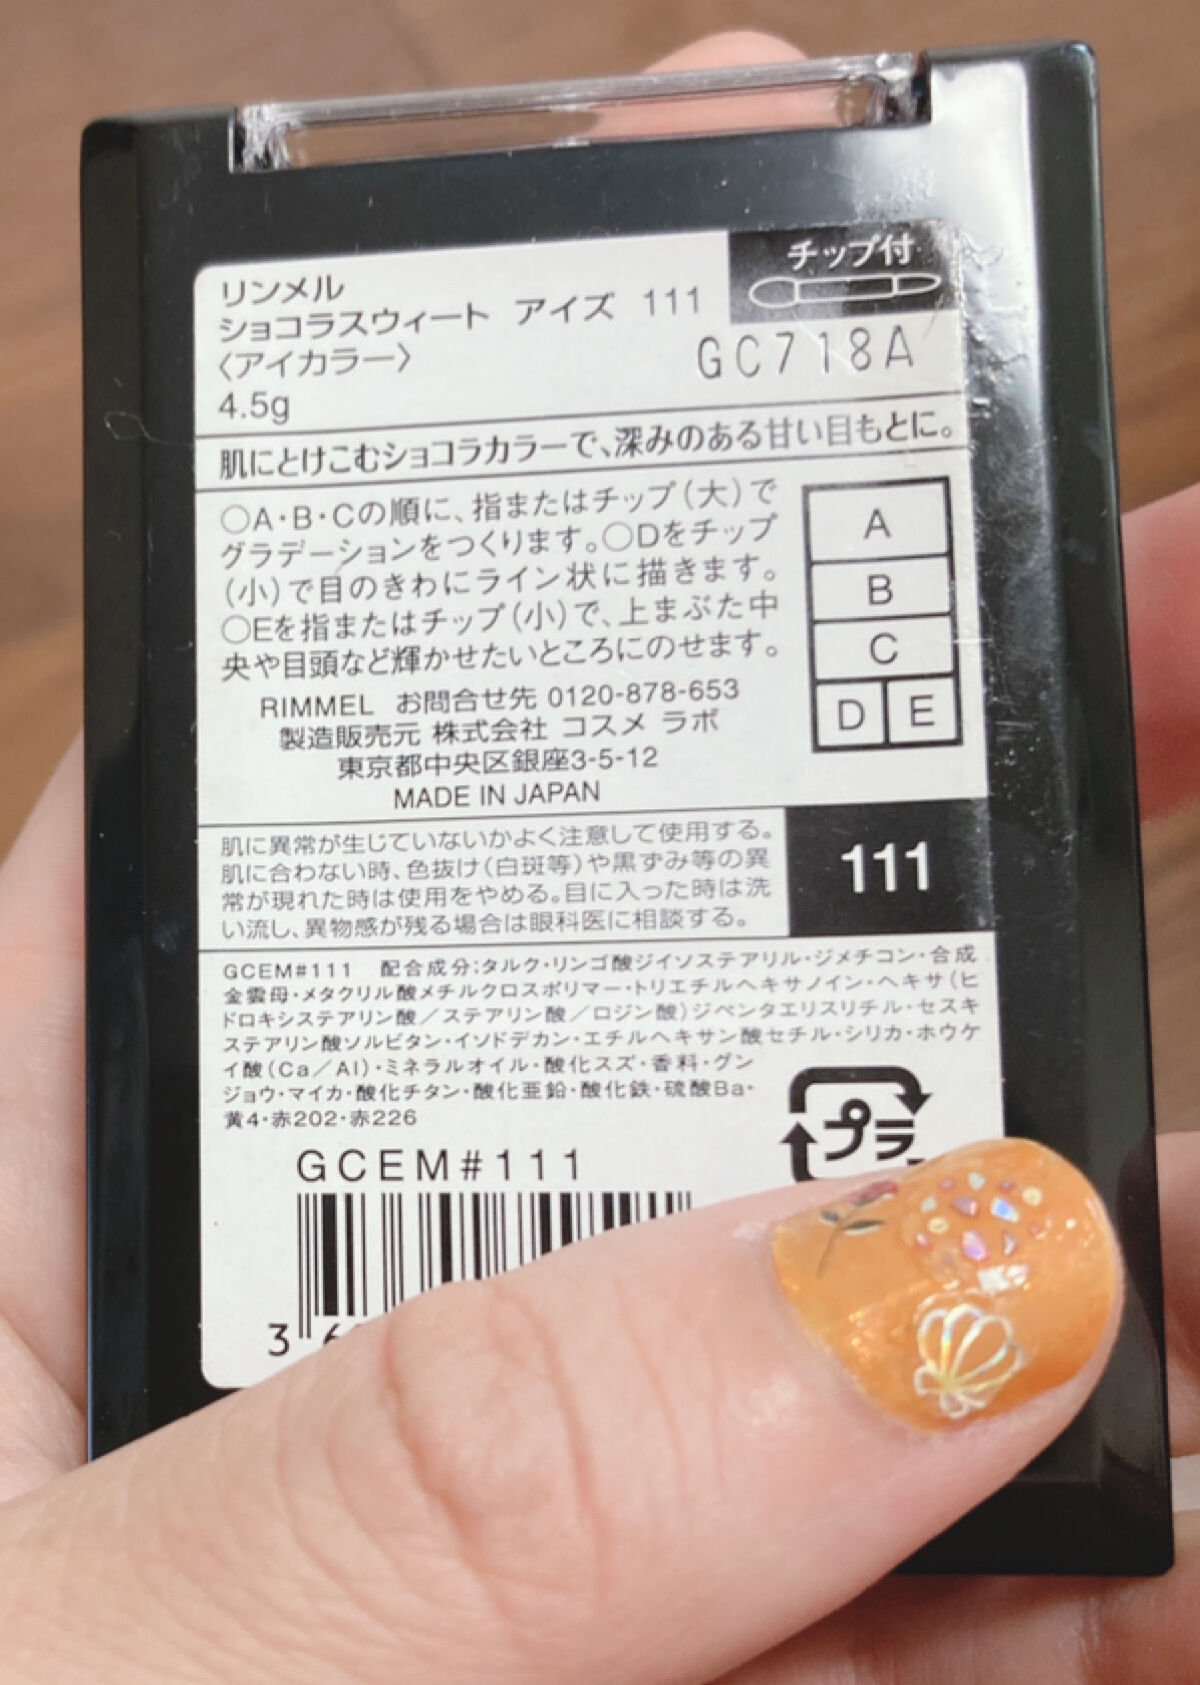 チップ付
リンメル
ショコラスウィート アイズ 111
〈アイカラー〉
GC718A
4.5g
肌にとけこむショコラカラーで、深みのある甘い目もとに。
○A・B・Cの順に、指またはチップ(大)で
グラデーションをつくります。○Dをチップ
(小)で目のきわにライン状に描きます。
○Eを指またはチップ(小)で、上まぶた中
央や目頭など輝かせたいところにのせます。
A
B
C
D E
RIMMEL お問合せ先 0120-878-653
製造販売元 株式会社 コスメ ラボ
東京都中央区銀座3-5-12
MADE IN JAPAN
肌に異常が生じていないかよく注意して使用する。
肌に合わない時、色抜け(白斑等)や黒ずみ等の異
常が現れた時は使用をやめる。目に入った時は洗
い流し、異物感が残る場合は眼科医に相談する。
111
GCEM#111 配合成分:タルク・リンゴ酸ジイソステアリル・ジメチコン・合成
金雲母・メタクリル酸メチルクロスポリマー・トリエチルヘキサノイン・ヘキサ(ヒ
ドロキシステアリン酸/ステアリン酸/ロジン酸)ジペンタエリスリチル・セスキ
ステアリン酸ソルビタン・イソドデカン・エチルヘキサン酸セチル・シリカ・ホウケ
イ酸(Ca/Al)・ミネラルオイル・酸化スズ・香料・グン
ジョウ・マイカ・酸化チタン・酸化亜鉛・酸化鉄・硫酸Ba・
黄4・赤202・赤226
プラ
GCEM#111
3